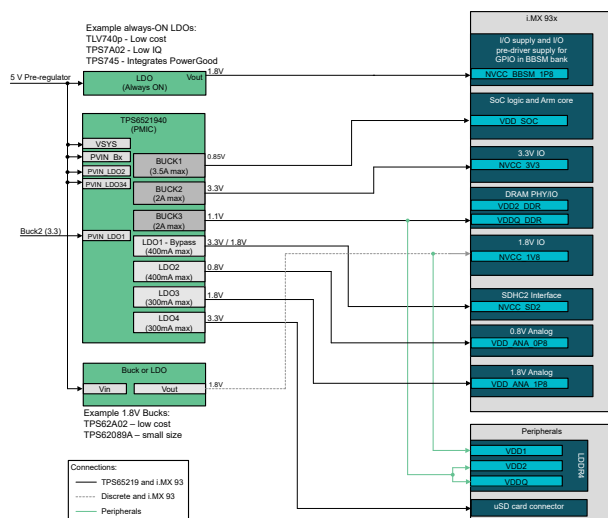 Example always-ON LDOs:
TLV740p - Low cost
TPS7A02 - Low IQ
TPS745 - Integrates PowerGood
5 V Pre-regulator
LDO
(Always ON)
Vout
1.8V
TPS6521940
(PMIC)
VSYS
PVIN_Bx
PVIN_LDO2
PVIN_LDO34
Buck2 (3.3)
PVIN_LDO1
BUCK1
(3.5A max)
0.85V
BUCK2
(2A max)
3.3V
BUCK3
(2A max)
1.1V
LDO1 - Bypass
(400mA max)
3.3V / 1.8V
LDO2
(400mA max)
0.8V
LDO3
(300mA max)
1.8V
LDO4
(300mA max)
3.3V
Buck or LDO
Vin
Vout
1.8V
Example 1.8V Bucks:
TPS62A02 – low cost
TPS62089A – small size
Connections:
TPS65219 and i.MX 93
Discrete and i.MX 93
Peripherals
i.MX 93x
I/O supply and I/O
pre-driver supply for
GPIO in BBSM bank
NVCC_BBSM_1P8
SoC logic and Arm core
VDD_SOC
3.3V IO
NVCC_3V3
DRAM PHY/IO
VDD2_DDR
VDDQ_DDR
1.8V IO
NVCC_1V8
SDHC2 Interface
NVCC_SD2
0.8V Analog
VDD_ANA_0P8
1.8V Analog
VDD_ANA_1P8
Peripherals
VDD1
VDD2
VDDQ
LDDR4
uSD card connector